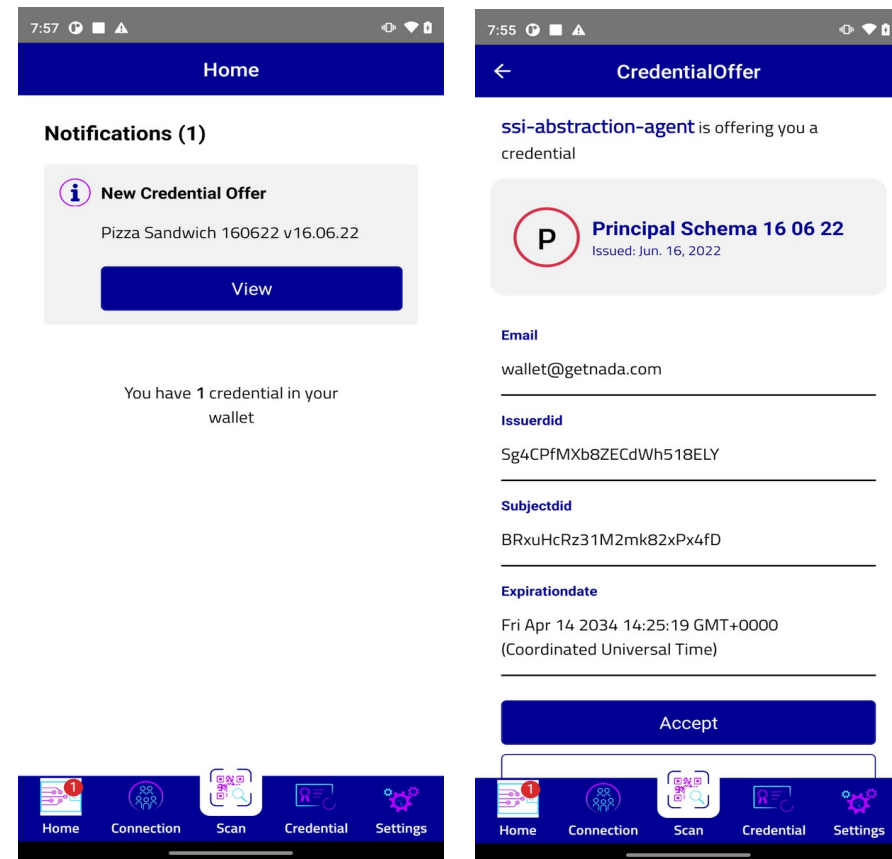 7:57
Home
Notifications (1)
New Credential Offer
Pizza Sandwich 160622 v16.06.22
View
You have 1 credential in your
wallet
1
Home Connection Scan Credential Settings
7:55
CredentialOffer
ssi-abstraction-agent is offering you a
credential
P
Principal Schema 16 06 22
Issued: Jun. 16, 2022
Email
wallet@getnada.com
Issuerdid
Sg4CPfMXb8ZECdWh518ELY
Subjectdid
BRxuHcRz31M2mk82xPx4fD
Expirationdate
Fri Apr 14 2034 14:25:19 GMT+0000
(Coordinated Universal Time)
Accept
1
Home Connection Scan Credential Settings